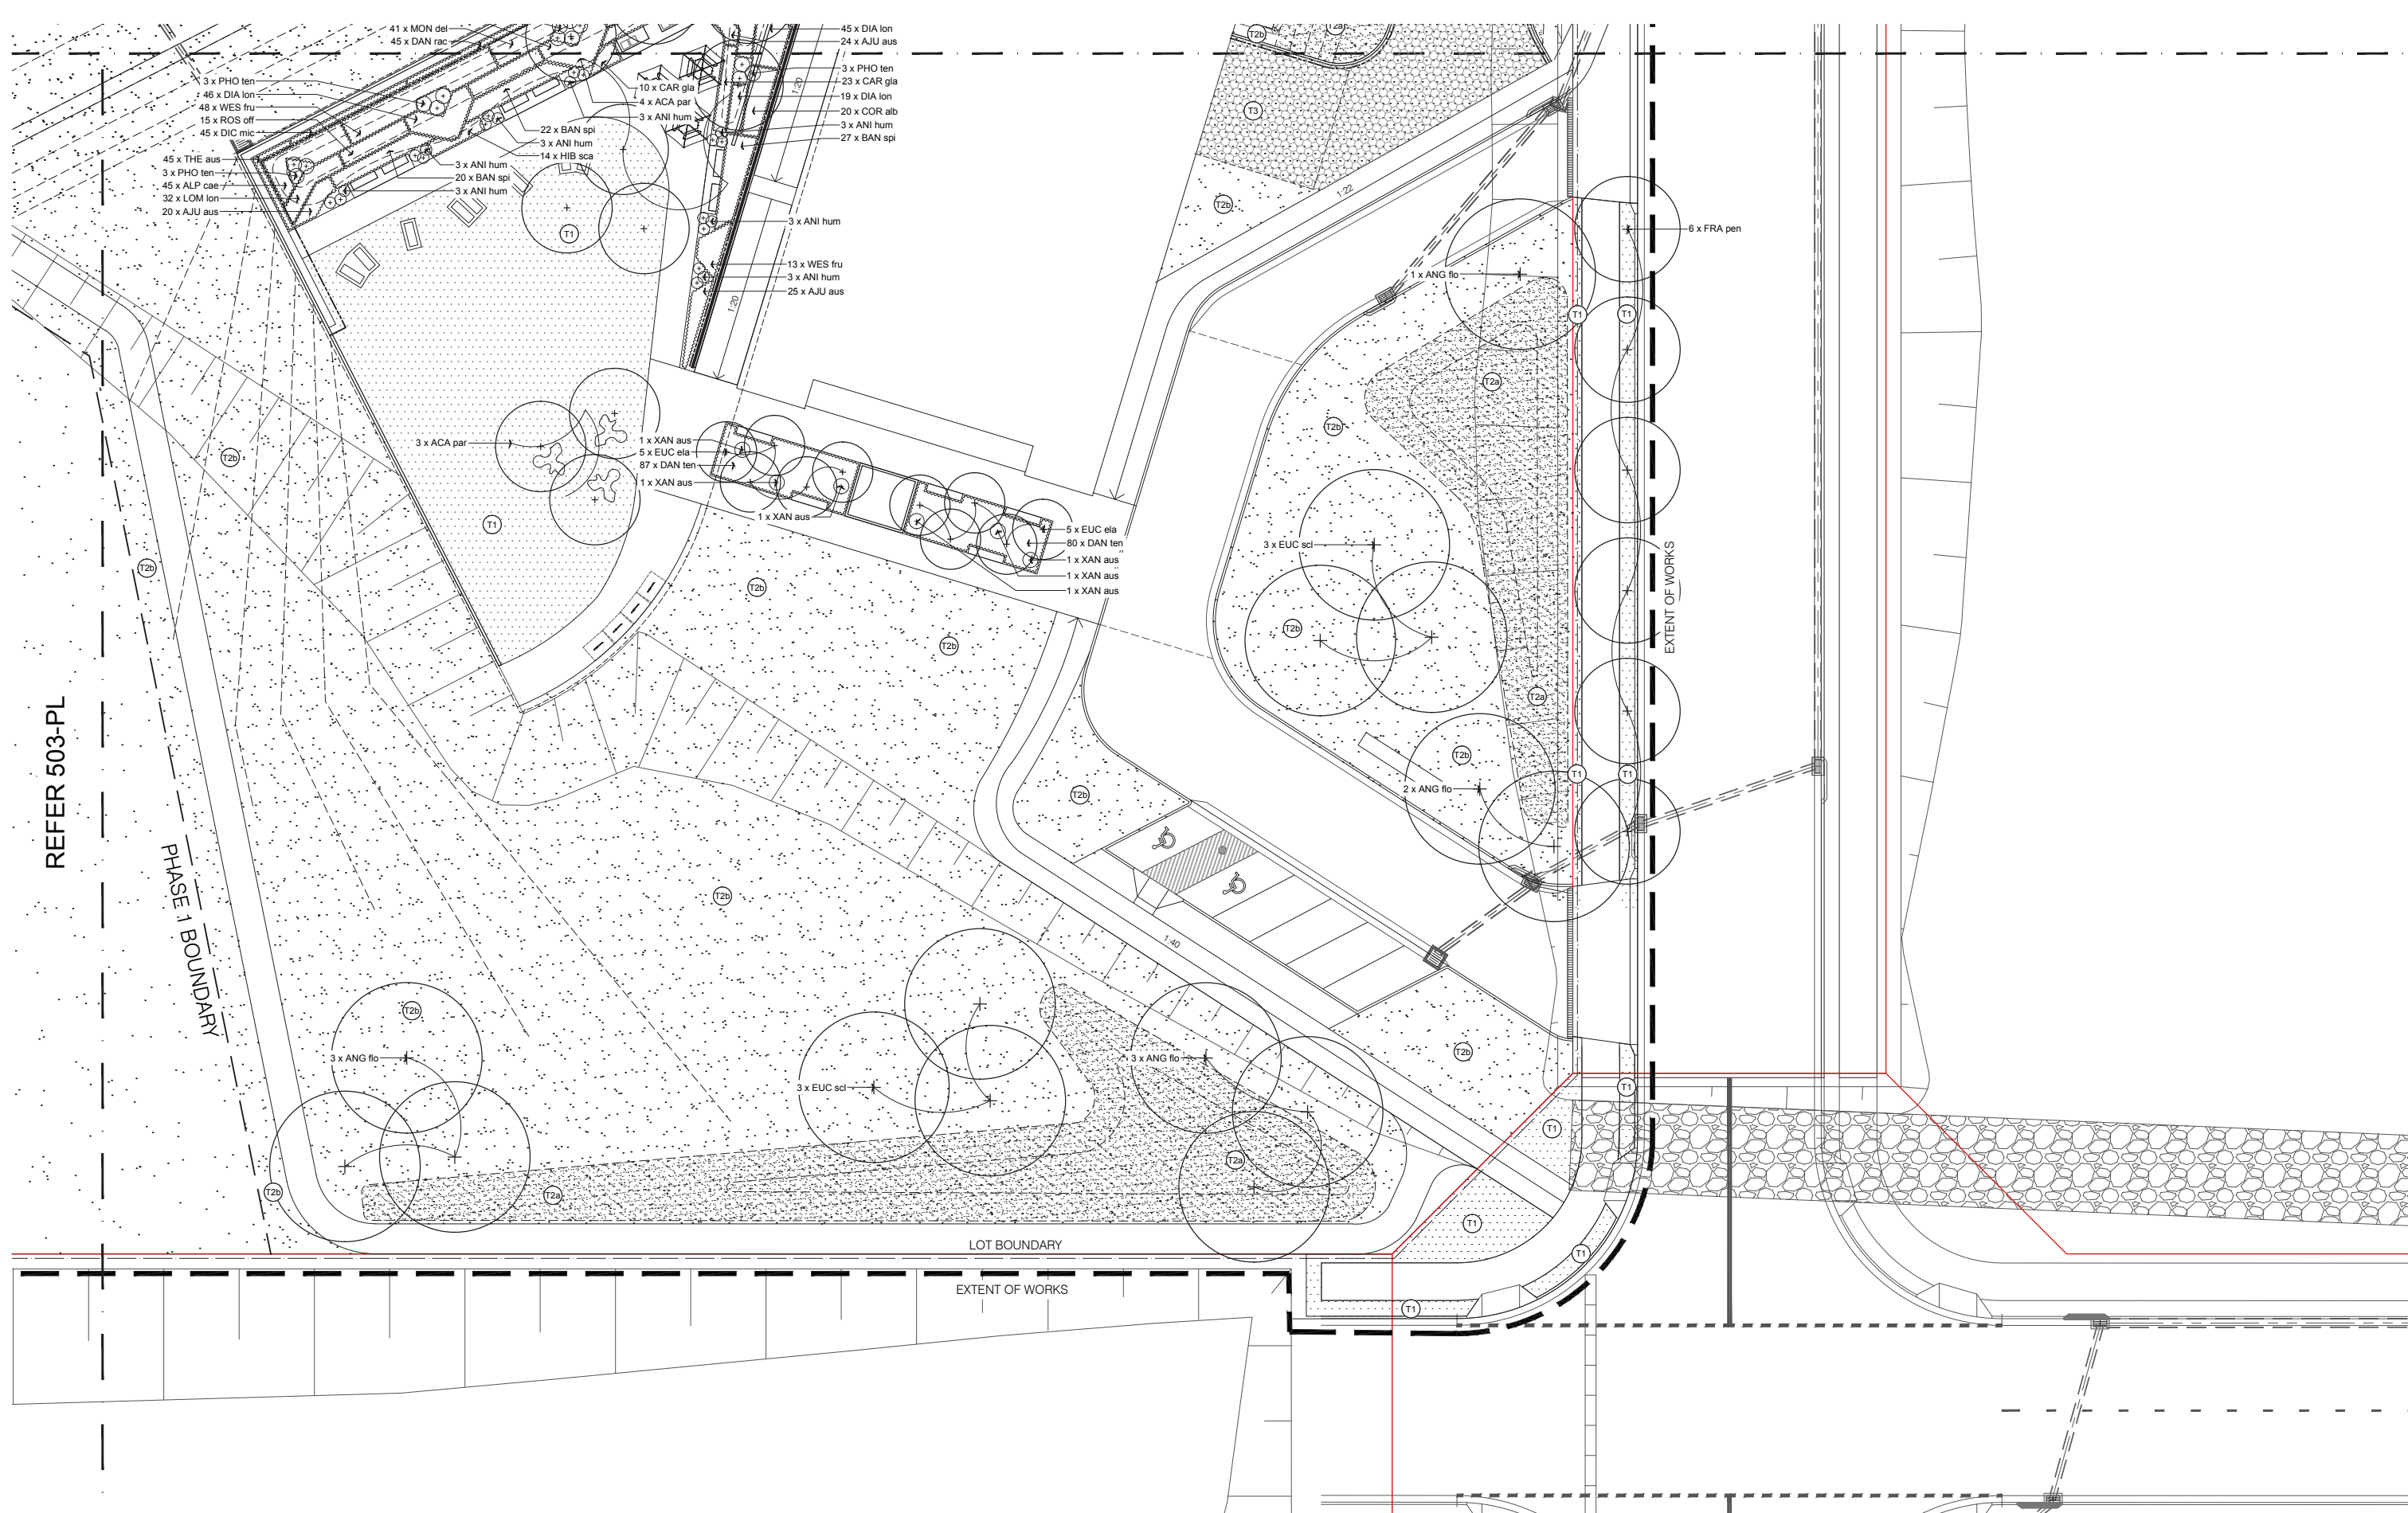 41 x MON del
45 x DAN rac
3 x PHO ten
46 x DIA lon
48 x WES fru
15 x ROS off
45 x DIC mic
45 x THE aus
3 x PHO ten
45 x ALP cae
32 x LOM lon
20 x AJU aus
22 x BAN spi
3 x ANI hum
14 x HIB sca
3 x ANI hum
20 x BAN spi
3 x ANI hum
10 x CAR gla
4 x ACA par
3 x ANI hum
45 x DIA lon
24 x AJU aus
3 x PHO ten
23 x CAR gla
19 x DIA lon
20 x COR alb
3 x ANI hum
27 x BAN spi
1:20
3 x ANI hum
13 x WES fru
3 x ANI hum
25 x AJU aus
1:20
T1
T2b
T2a
T3
T2b
1:22
6 x FRA pen
1 x ANG flo
T1
T1
T2a
T2b
T2b
3 x ACA par
T1
1 x XAN aus
5 x EUC ela
87 x DAN ten
1 x XAN aus
1 x XAN aus
5 x EUC ela
80 x DAN ten
1 x XAN aus
1 x XAN aus
1 x XAN aus
3 x EUC scl
T2b
T2b
T2b
T2b
T2a
EXTENT OF WORKS
REFER 503-PL
PHASE 1 BOUNDARY
T2b
2 x ANG flo
T1
T1
T2b
T2b
1:40
T2b
3 x ANG flo
3 x EUC scl
3 x ANG flo
T2b
T1
T1
T2a
T2b
T2a
T1
T1
T1
LOT BOUNDARY
EXTENT OF WORKS